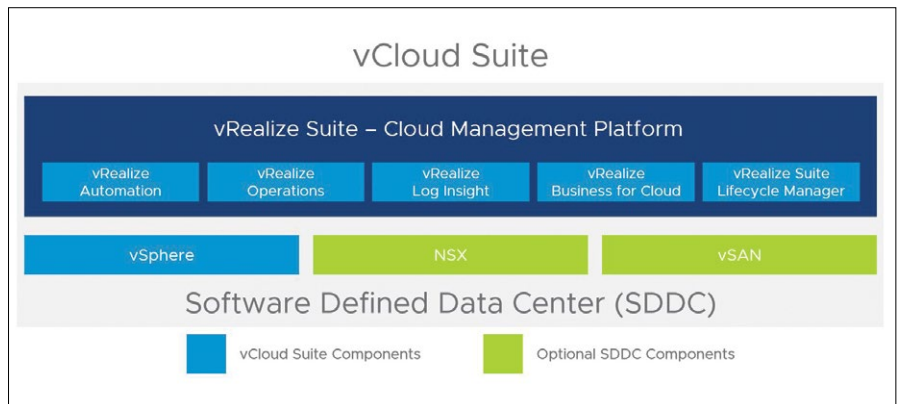 vCloud Suite
vRealize Suite – Cloud Management Platform
vRealize
Automation
vRealize
Operations
vRealize
Log Insight
vRealize
Business for Cloud
vRealize Suite
Lifecycle Manager
vSphere
NSX
vSAN
Software Defined Data Center (SDDC)
vCloud Suite Components
Optional SDDC Components